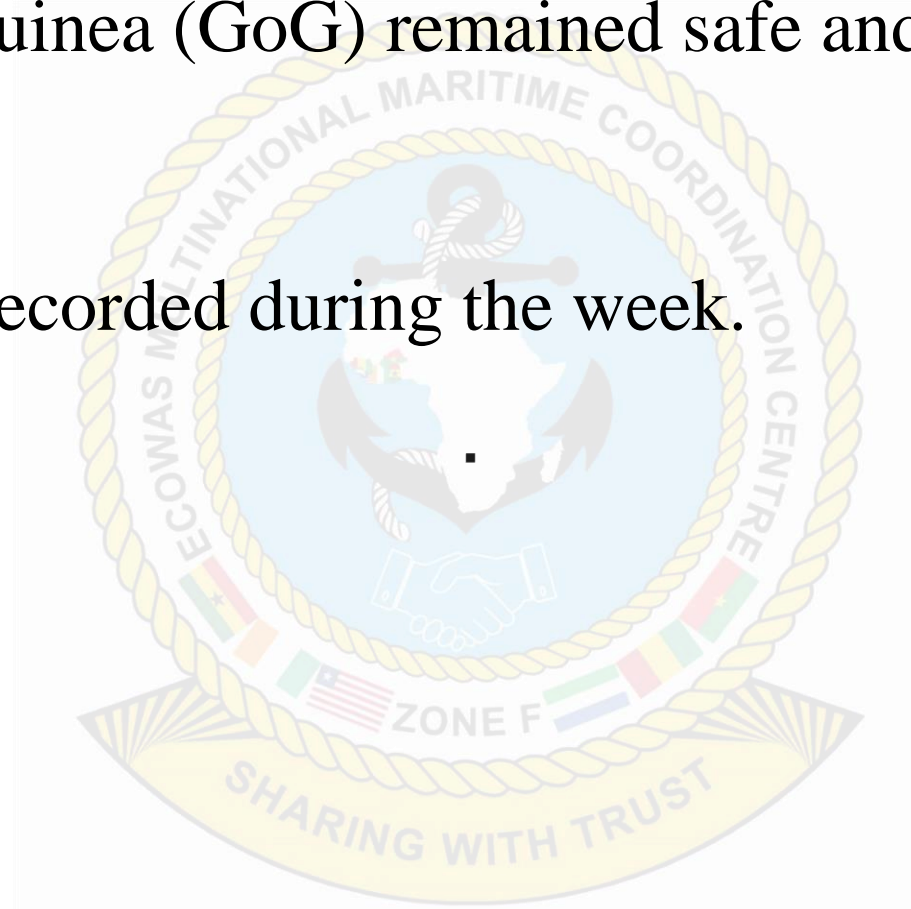 uinea (GoG) remained safe and
ecorded during the week.
.
ECOWAS MULTINATIONAL MARITIME COORDINATION CENTRE
ZONE F
SHARING WITH TRUST